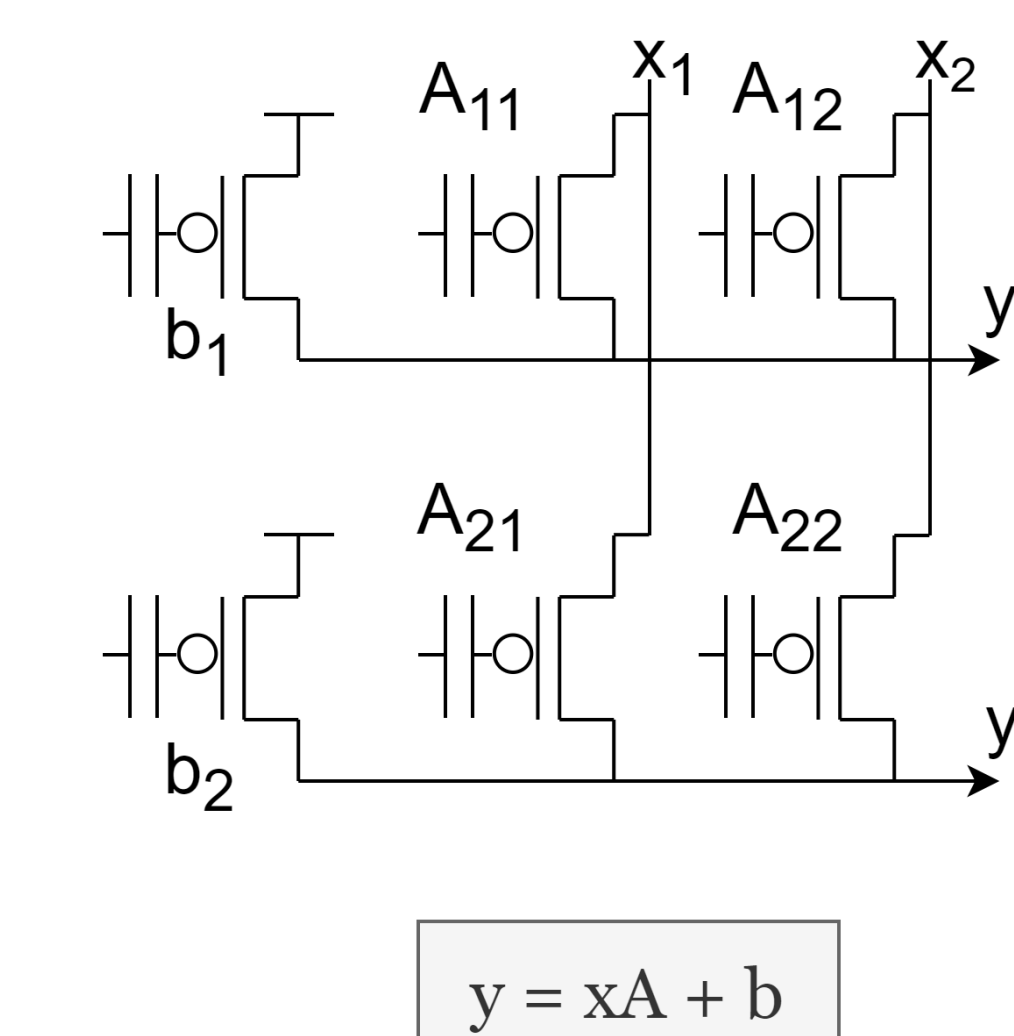 A₁₁ x₁ A₁₂ x₂
b₁ y
A₂₁ A₂₂
b₂ y
y = xA + b